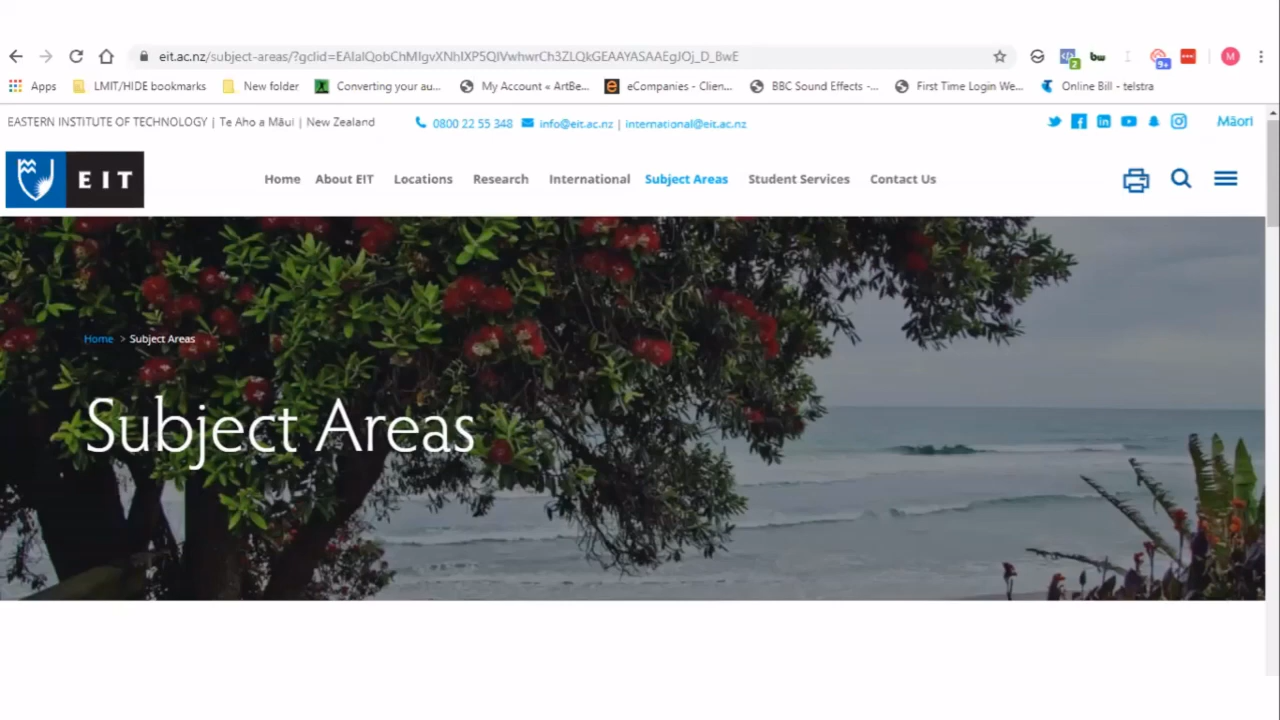 eit.ac.nz/subject-areas/?gclid=EAIaIQobChMIgvXNhIXP5QIVwhwrCh3ZLQkGEAAYASAAEgJOj_D_BwE
2 bw 9+ M
Apps LMIT/HIDE bookmarks New folder Converting your au... My Account « ArtBe... eCompanies - Clien... BBC Sound Effects -... First Time Login We... Online Bill - telstra
EASTERN INSTITUTE OF TECHNOLOGY | Te Aho a Māui | New Zealand 0800 22 55 348 info@eit.ac.nz | international@eit.ac.nz Māori
EIT
Home About EIT Locations Research International Subject Areas Student Services Contact Us
Home > Subject Areas
Subject Areas